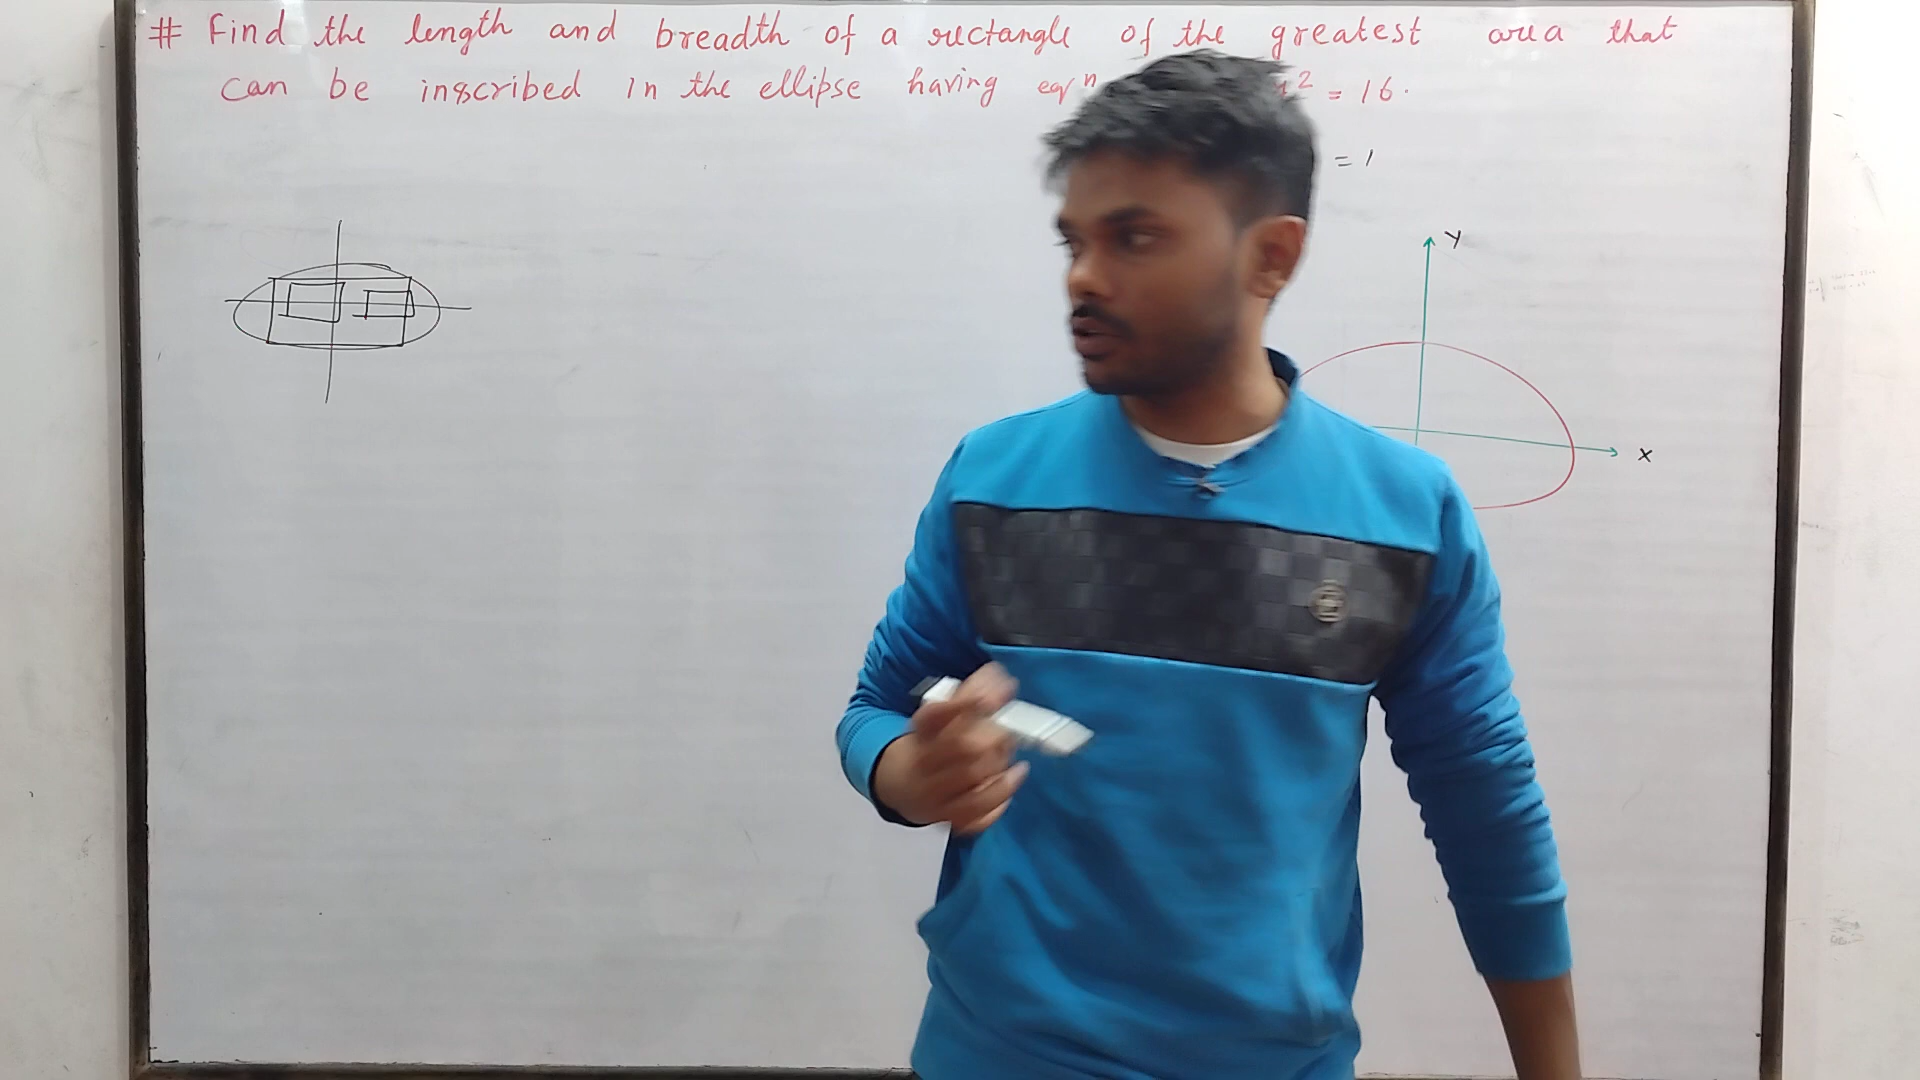 # Find the length and breadth of a rectangle of the greatest area that
can be inscribed in the ellipse having eqⁿ ² = 16.
= 1
Y
X